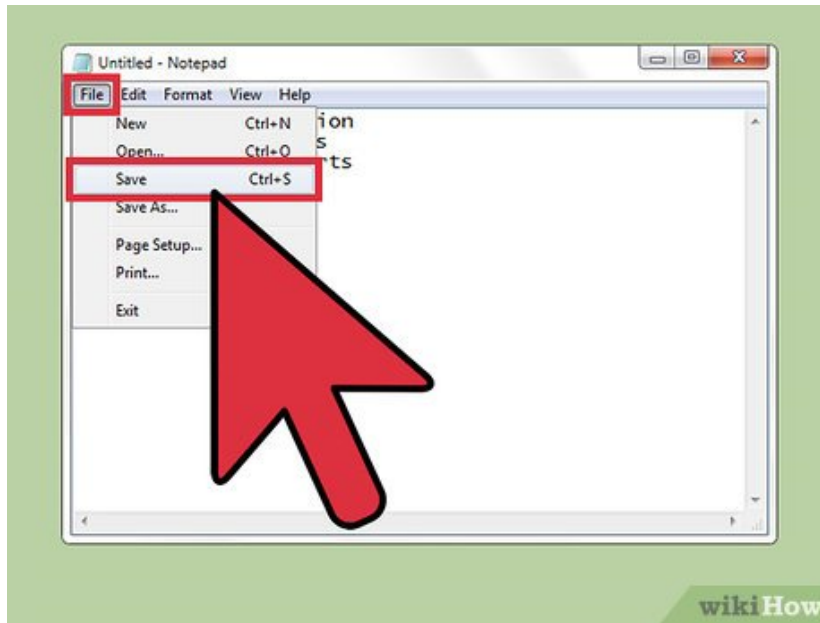 Untitled - Notepad
File Edit Format View Help
New Ctrl+N
Open... Ctrl+O
Save Ctrl+S
Save As...
Page Setup...
Print...
Exit
ion
s
rts
wikiHow